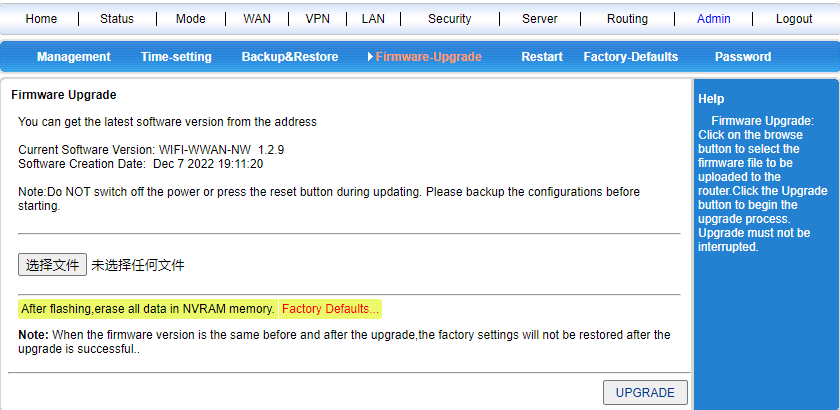 Home Status Mode WAN VPN LAN Security Server Routing Admin Logout
Management Time-setting Backup&Restore Firmware-Upgrade Restart Factory-Defaults Password
Firmware Upgrade
You can get the latest software version from the address
Current Software Version: WIFI-WWAN-NW 1.2.9
Software Creation Date: Dec 7 2022 19:11:20
Note:Do NOT switch off the power or press the reset button during updating. Please backup the configurations before
starting.
选择文件 未选择任何文件
After flashing,erase all data in NVRAM memory. Factory Defaults...
Note: When the firmware version is the same before and after the upgrade,the factory settings will not be restored after the
upgrade is successful..
UPGRADE
Help
Firmware Upgrade:
Click on the browse
button to select the
firmware file to be
uploaded to the
router.Click the Upgrade
button to begin the
upgrade process.
Upgrade must not be
interrupted.